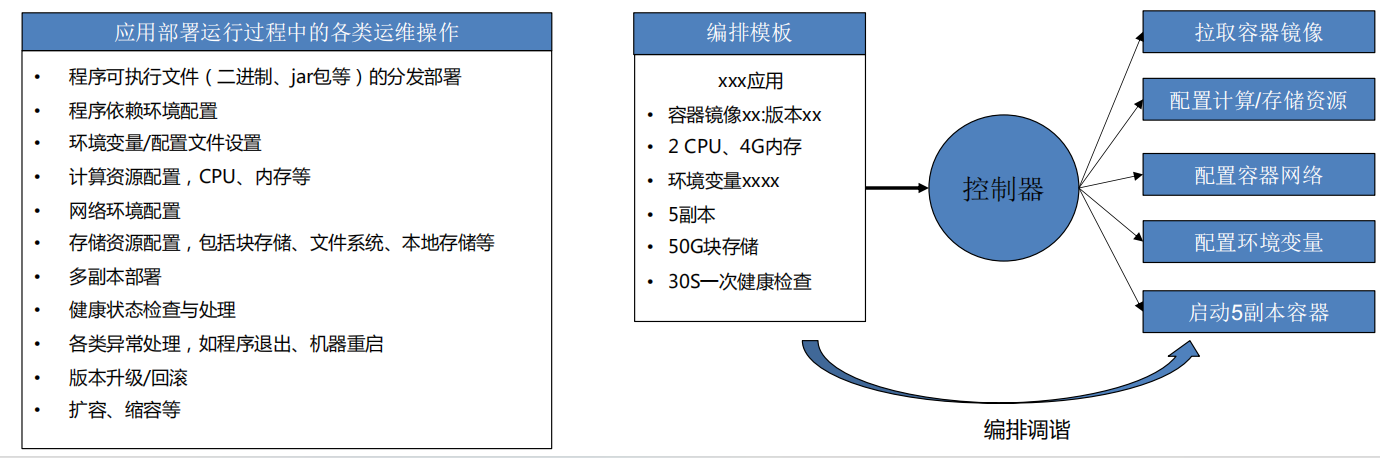 应用部署运行过程中的各类运维操作
• 程序可执行文件（二进制、jar包等）的分发部署
• 程序依赖环境配置
• 环境变量/配置文件设置
• 计算资源配置，CPU、内存等
• 网络环境配置
• 存储资源配置，包括块存储、文件系统、本地存储等
• 多副本部署
• 健康状态检查与处理
• 各类异常处理，如程序退出、机器重启
• 版本升级/回滚
• 扩容、缩容等
编排模板
xxx应用
• 容器镜像xx:版本xx
• 2 CPU、4G内存
• 环境变量xxxx
• 5副本
• 50G块存储
• 30S一次健康检查
控制器
拉取容器镜像
配置计算/存储资源
配置容器网络
配置环境变量
启动5副本容器
编排调谐